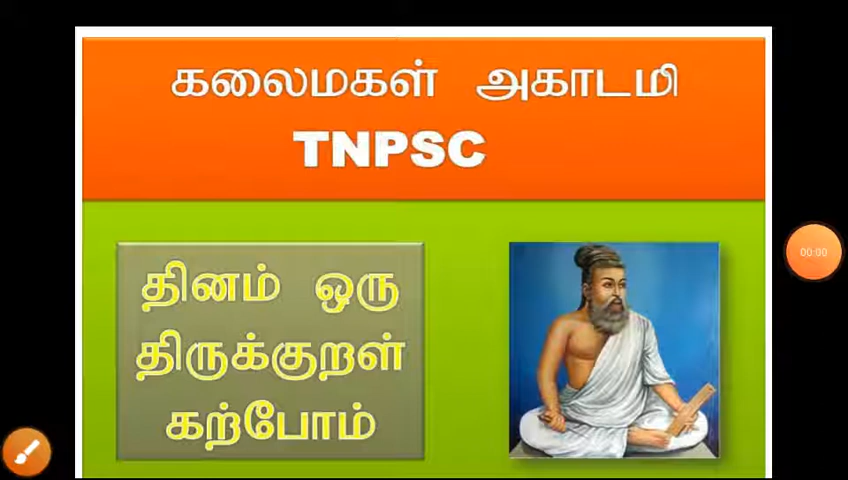 கலைமகள் அகாடமி
TNPSC
தினம் ஒரு
திருக்குறள்
கற்போம்
00:00